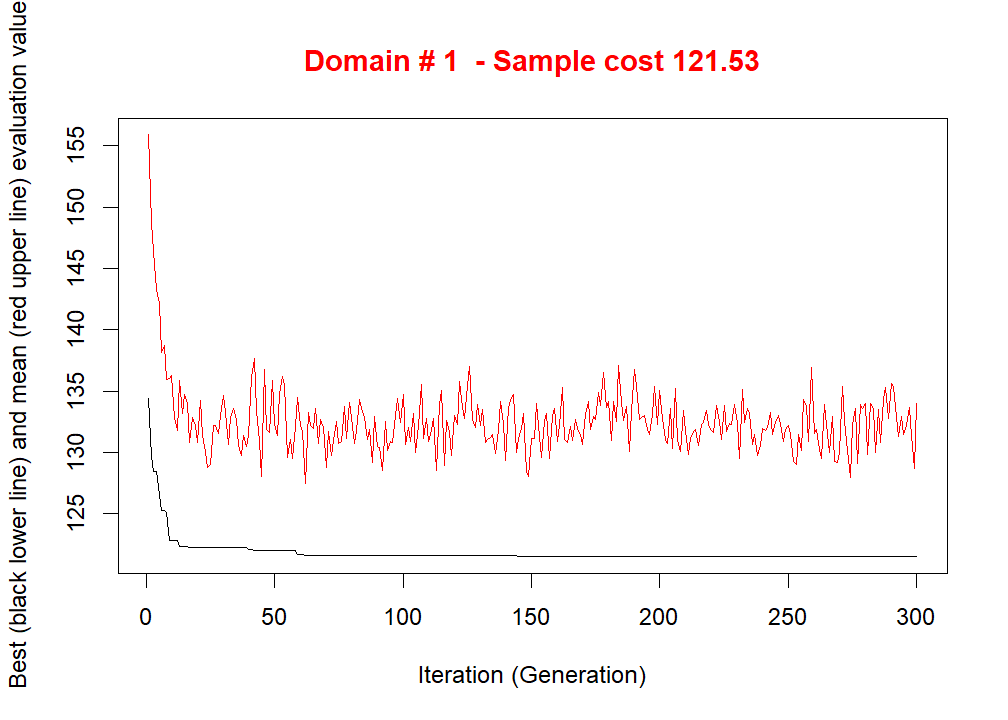 Domain # 1  - Sample cost 121.53
Best (black lower line) and mean (red upper line) evaluation value
155
150
145
140
135
130
125
0 50 100 150 200 250 300
Iteration (Generation)